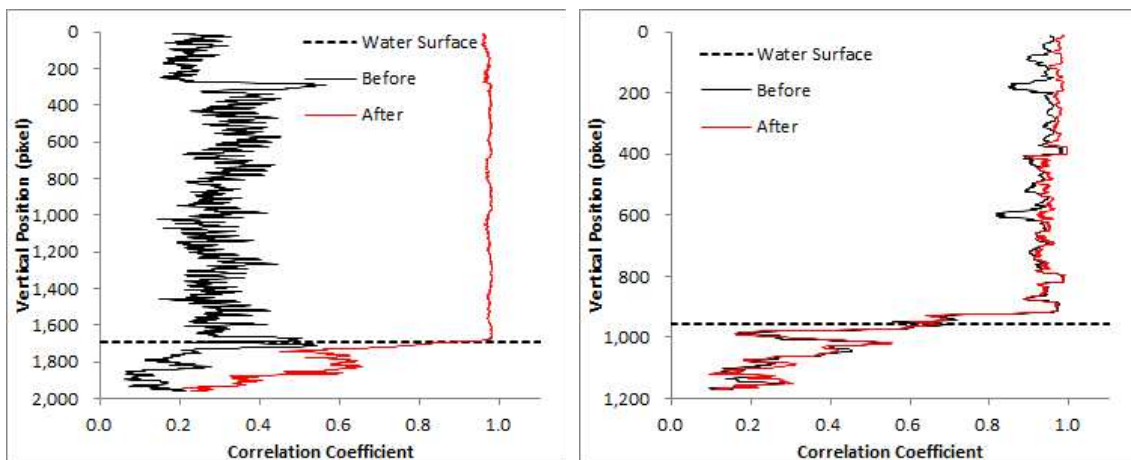 0
200
400
600
800
1,000
1,200
1,400
1,600
1,800
2,000
Vertical Position (pixel)
Water Surface
Before
After
0.0 0.2 0.4 0.6 0.8 1.0
Correlation Coefficient
0
200
400
600
800
1,000
1,200
Vertical Position (pixel)
Water Surface
Before
After
0.0 0.2 0.4 0.6 0.8 1.0
Correlation Coefficient